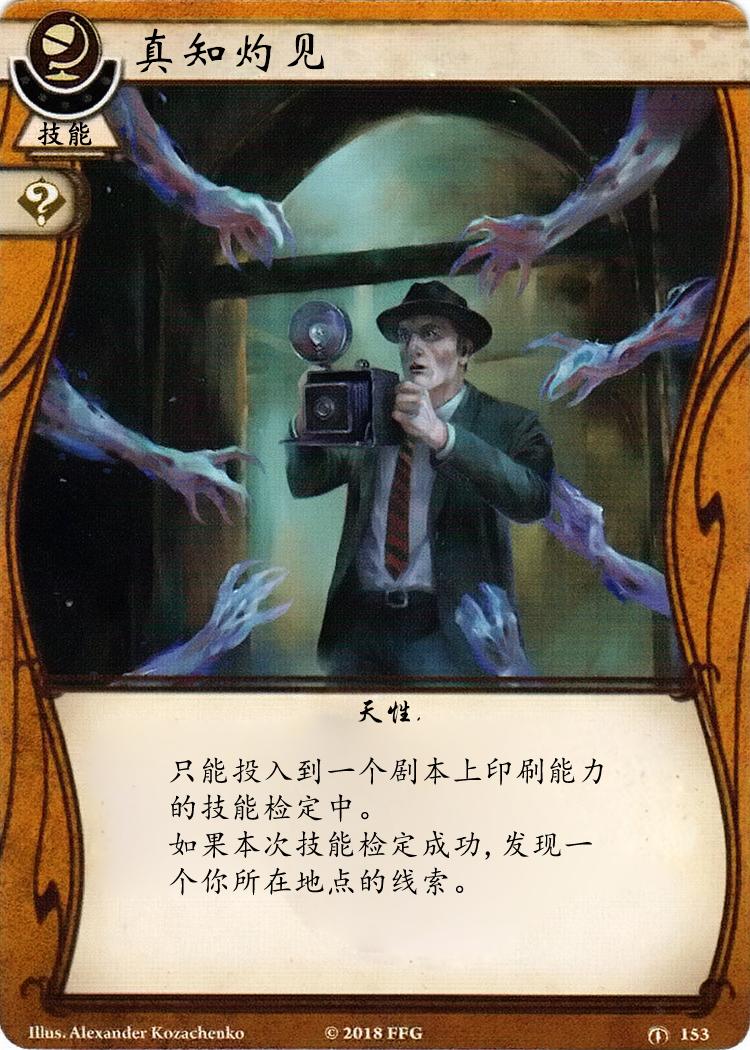 真知灼见
技能
?
天性.
只能投入到一个剧本上印刷能力
的技能检定中。
如果本次技能检定成功,发现一
个你所在地点的线索。
Illus. Alexander Kozachenko
© 2018 FFG
153